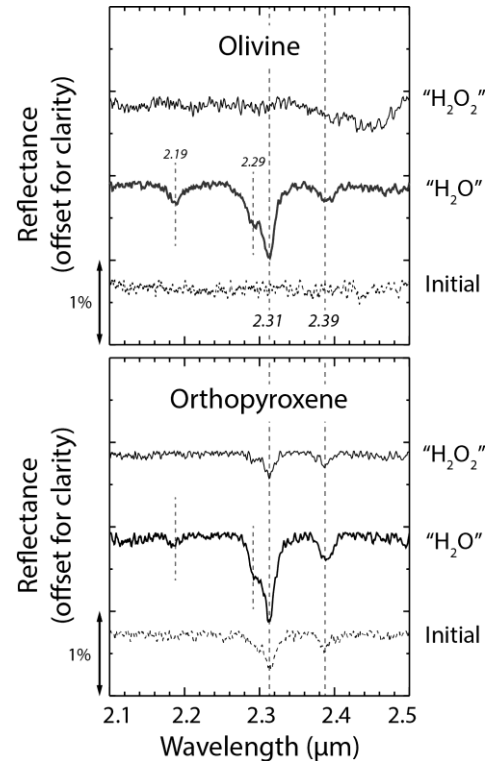 Olivine
"H₂O₂"
2.19
2.29
"H₂O"
Reflectance
(offset for clarity)
1%
Initial
2.31
2.39
Orthopyroxene
"H₂O₂"
"H₂O"
Reflectance
(offset for clarity)
1%
Initial
2.1 2.2 2.3 2.4 2.5
Wavelength (μm)